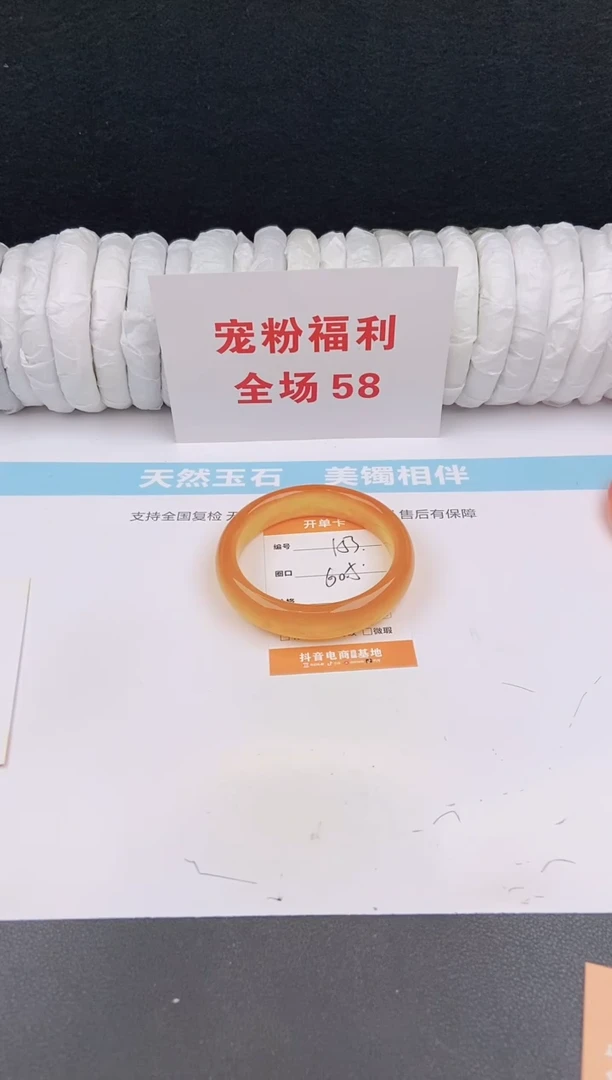 宠粉福利
全场58
天然玉石 美镯相伴
支持全国复检
售后有保障
开单卡
编号
圈口
微瑕
抖音电商
基地